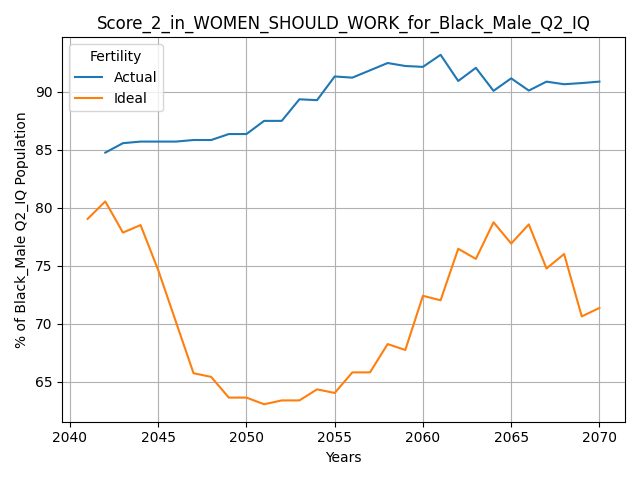 Score_2_in_WOMEN_SHOULD_WORK_for_Black_Male_Q2_IQ
Fertility
Actual
Ideal
% of Black_Male Q2_IQ Population
90
85
80
75
70
65
2040 2045 2050 2055 2060 2065 2070
Years